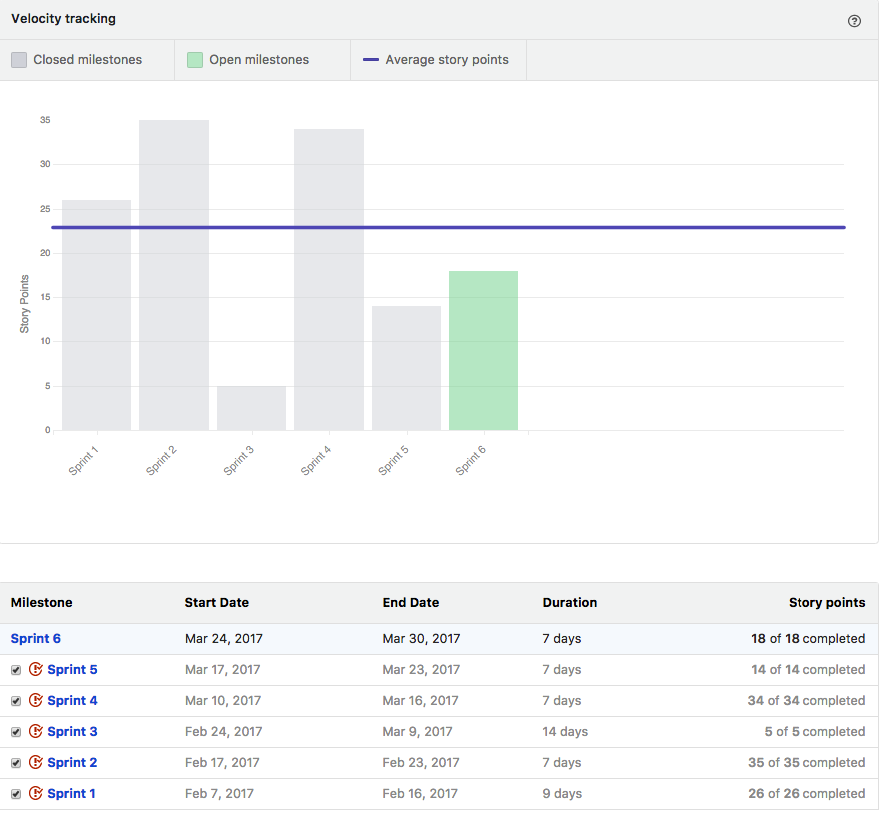 Velocity tracking
Closed milestones Open milestones Average story points
35
30
25
20
15
10
5
0
Story Points
Sprint 1 Sprint 2 Sprint 3 Sprint 4 Sprint 5 Sprint 6
Milestone Start Date End Date Duration Story points
Sprint 6 Mar 24, 2017 Mar 30, 2017 7 days 18 of 18 completed
Sprint 5 Mar 17, 2017 Mar 23, 2017 7 days 14 of 14 completed
Sprint 4 Mar 10, 2017 Mar 16, 2017 7 days 34 of 34 completed
Sprint 3 Feb 24, 2017 Mar 9, 2017 14 days 5 of 5 completed
Sprint 2 Feb 17, 2017 Feb 23, 2017 7 days 35 of 35 completed
Sprint 1 Feb 7, 2017 Feb 16, 2017 9 days 26 of 26 completed